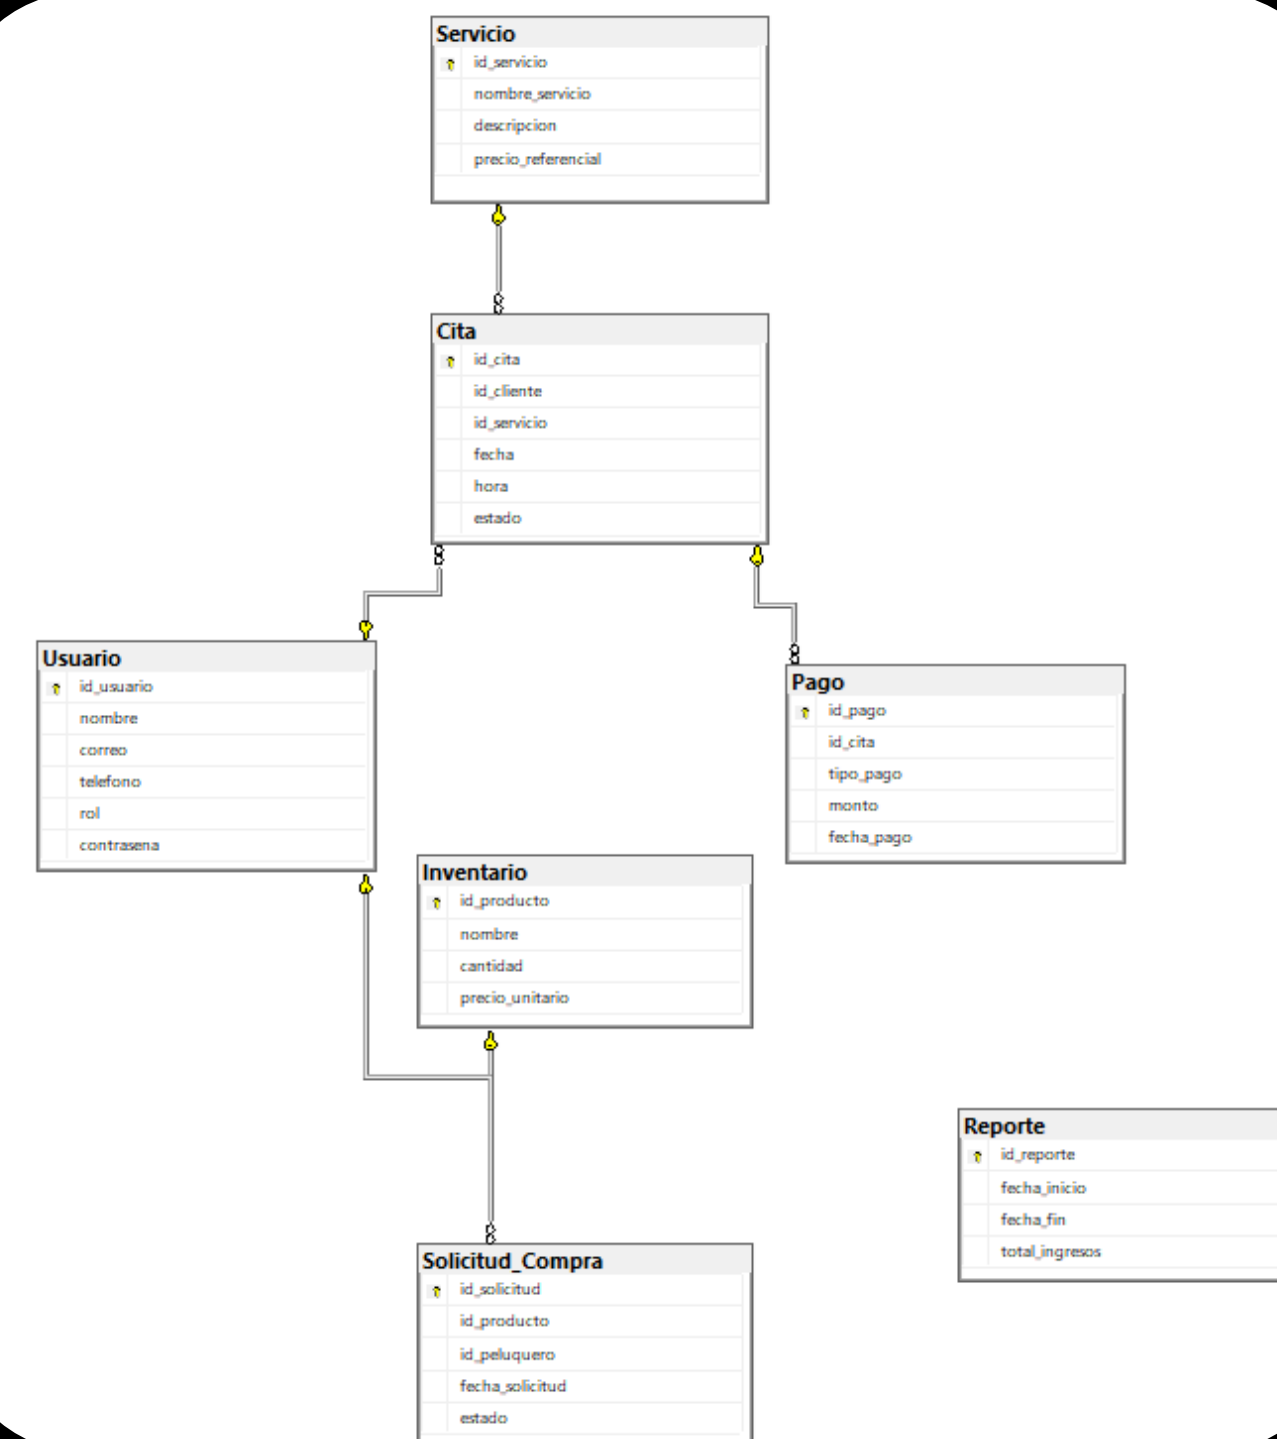 Servicio
id_servicio
nombre_servicio
descripcion
precio_referencial
Cita
id_cita
id_cliente
id_servicio
fecha
hora
estado
Usuario
id_usuario
nombre
correo
telefono
rol
contrasena
Pago
id_pago
id_cita
tipo_pago
monto
fecha_pago
Inventario
id_producto
nombre
cantidad
precio_unitario
Reporte
id_reporte
fecha_inicio
fecha_fin
total_ingresos
Solicitud_Compra
id_solicitud
id_producto
id_peluquero
fecha_solicitud
estado